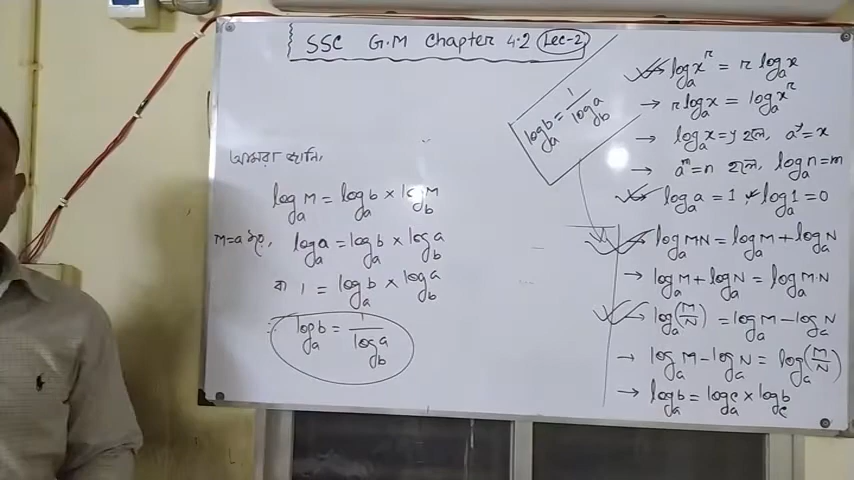 SSC G.M Chapter 4.2 Lec-2
আমরা জানি,
logₐM = logₐb × log_b M
M=a হলে, logₐa = logₐb × log_b a
বা 1 = logₐb × log_b a
∴ logₐb = 1/log_b a
logₐb = 1/log_b a
→ logₐxʳ = r logₐx
→ r logₐx = logₐxʳ
→ logₐx = y হলে, aʸ = x
→ aᵐ = n হলে, logₐn = m
→ logₐa = 1, logₐ1 = 0
→ logₐMN = logₐM + logₐN
→ logₐM + logₐN = logₐM·N
→ logₐ(M/N) = logₐM − logₐN
→ logₐM − logₐN = logₐ(M/N)
→ logₐb = logₐc × log_c b